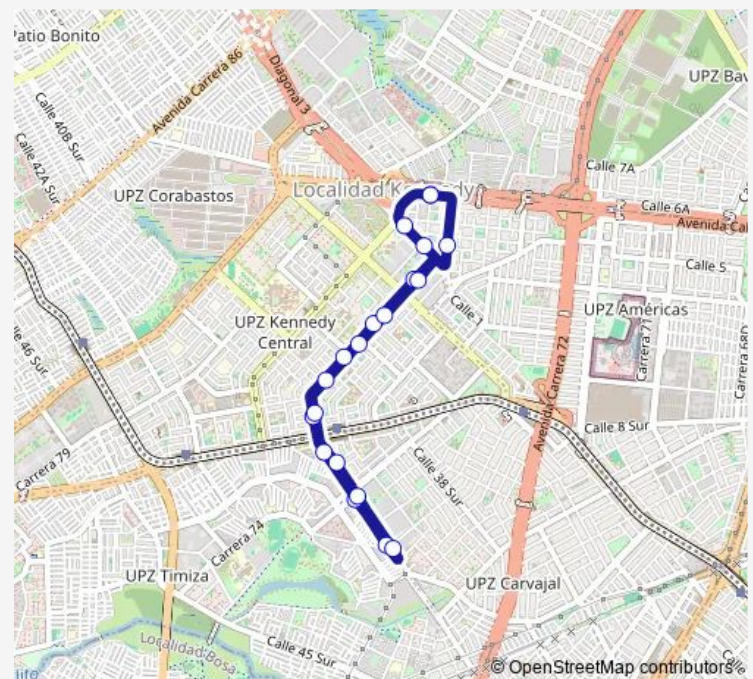 Patio Bonito
Avenida Carrera 86
Diagonal 3
UPZ Bav
Calle 40B Sur
Calle 42A Sur
UPZ Corabastos
Localidad Kennedy
Calle 7A
Calle 6A
Avenida Cal
Calle 5
Calle 1
UPZ Américas
Carrera 71
Carrera 68D
UPZ Kennedy
Central
lle 46 Sur
Avenida Carrera 72
Calle 8 Sur
Carrera 79
Calle 38 Sur
Carrera 74
UPZ Timiza
UPZ Carvajal
Localidad Bosa
Calle 45 Sur
Calle
© OpenStreetMap contributors